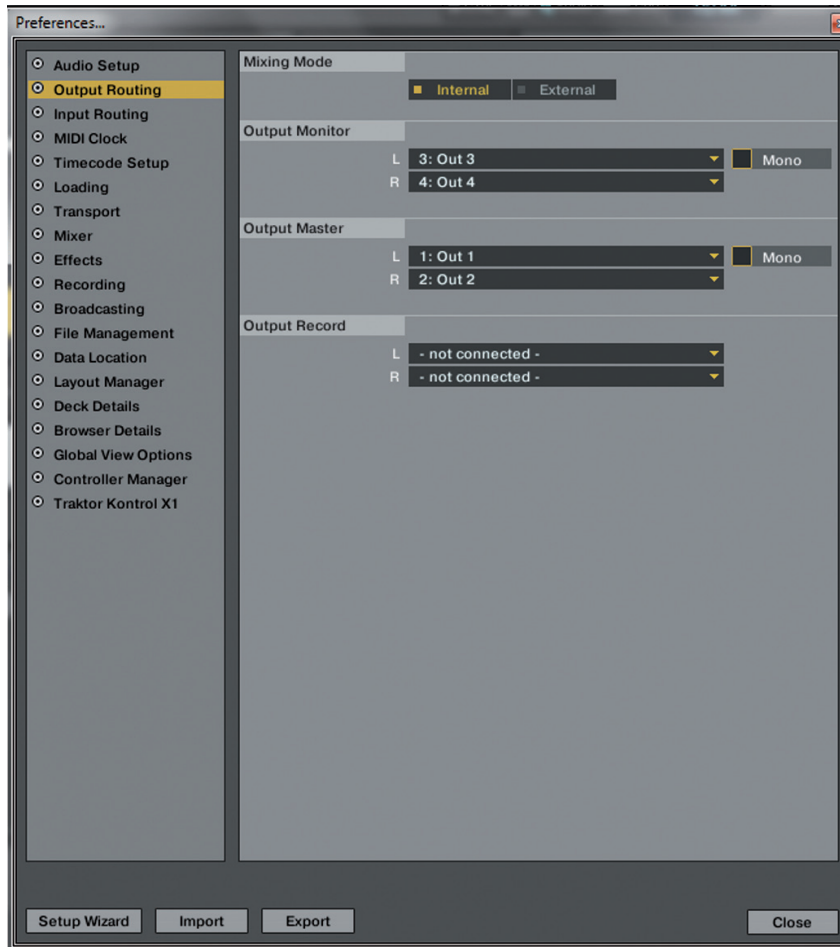 Preferences...
Audio Setup
Output Routing
Input Routing
MIDI Clock
Timecode Setup
Loading
Transport
Mixer
Effects
Recording
Broadcasting
File Management
Data Location
Layout Manager
Deck Details
Browser Details
Global View Options
Controller Manager
Traktor Kontrol X1
Mixing Mode
Internal External
Output Monitor
L 3: Out 3 Mono
R 4: Out 4
Output Master
L 1: Out 1 Mono
R 2: Out 2
Output Record
L - not connected -
R - not connected -
Setup Wizard Import Export Close